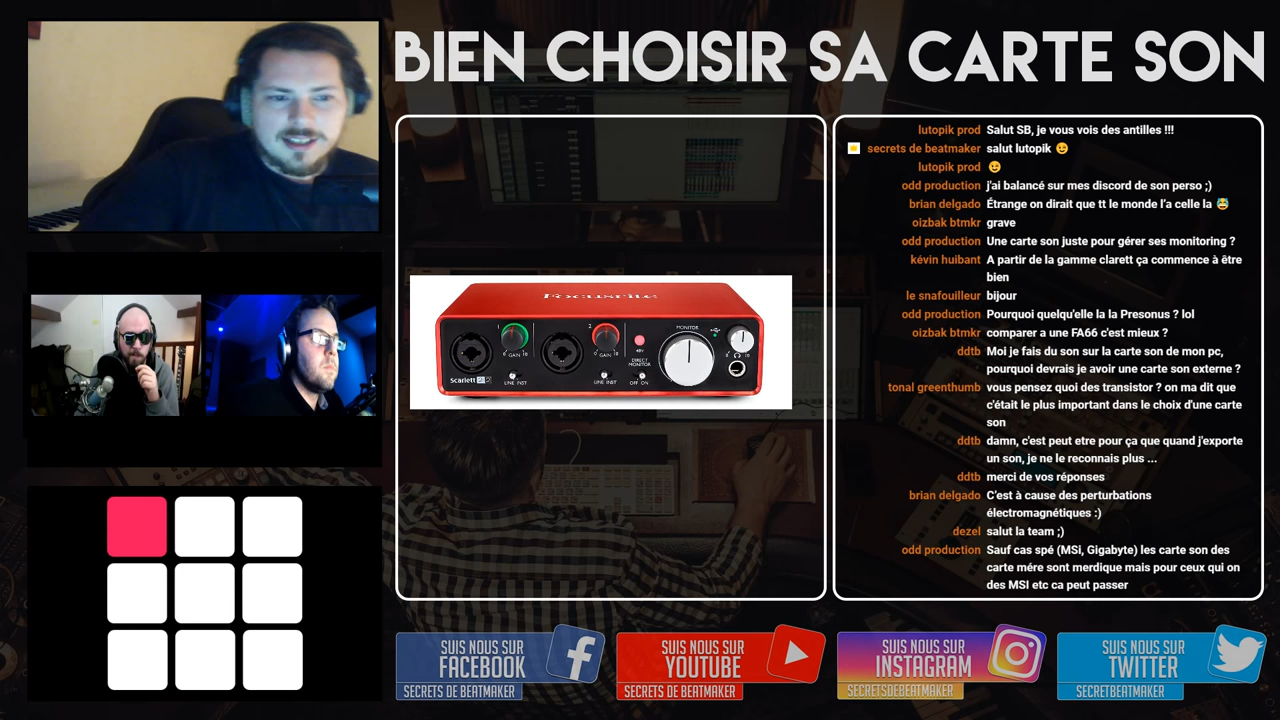 BIEN CHOISIR SA CARTE SON
lutopik prod Salut SB, je vous vois des antilles !!!
secrets de beatmaker salut lutopik 😉
lutopik prod 😉
odd production j'ai balancé sur mes discord de son perso ;)
brian delgado Étrange on dirait que tt le monde l'a celle la 😅
oizbak btmkr grave
odd production Une carte son juste pour gérer ses monitoring ?
kévin huibant A partir de la gamme clarett ça commence à être
bien
le snafouilleur bijour
odd production Pourquoi quelqu'elle la la Presonus ? lol
oizbak btmkr comparer a une FA66 c'est mieux ?
ddtb Moi je fais du son sur la carte son de mon pc,
pourquoi devrais je avoir une carte son externe ?
tonal greenthumb vous pensez quoi des transistor ? on ma dit que
c'était le plus important dans le choix d'une carte
son
ddtb damn, c'est peut etre pour ça que quand j'exporte
un son, je ne le reconnais plus ...
ddtb merci de vos réponses
brian delgado C'est à cause des perturbations
électromagnétiques :)
dezel salut la team ;)
odd production Sauf cas spé (MSi, Gigabyte) les carte son des
carte mére sont merdique mais pour ceux qui on
des MSI etc ca peut passer
Focusrite
1 2 MONITOR
GAIN GAIN 48V
0 10 0 10 0 10
DIRECT
MONITOR
Scarlett 2i2
LINE INST LINE INST OFF ON
SUIS NOUS SUR
FACEBOOK
SECRETS DE BEATMAKER
SUIS NOUS SUR
YOUTUBE
SECRETS DE BEATMAKER
SUIS NOUS SUR
INSTAGRAM
SECRETSDEBEATMAKER
SUIS NOUS SUR
TWITTER
SECRETBEATMAKER